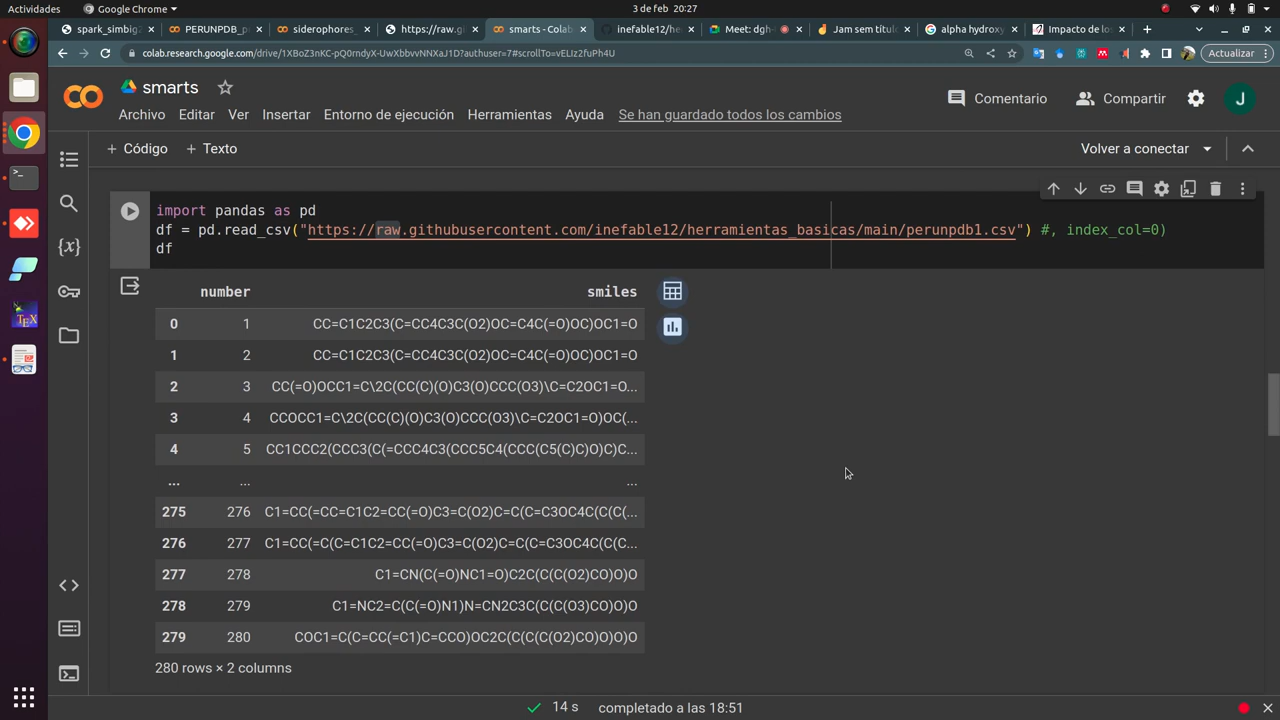 Actividades
Google Chrome
3 de feb 20:27
spark_simbig
PERUNPDB_p
siderophores_
https://raw.gi
smarts - Colab
inefable12/he
Meet: dgh-
Jam sem títul
alpha hydroxy
Impacto de lo
colab.research.google.com/drive/1XBoZ3nKC-pQ0rndyX-UwXbbvvNNXaJ1D?authuser=7#scrollTo=vELIz2fuPh4U
Actualizar
smarts
Comentario
Compartir
J
Archivo Editar Ver Insertar Entorno de ejecución Herramientas Ayuda Se han guardado todos los cambios
+ Código + Texto
Volver a conectar
import pandas as pd
df = pd.read_csv("https://raw.githubusercontent.com/inefable12/herramientas_basicas/main/perunpdb1.csv") #, index_col=0)
df
number smiles
0 1 CC=C1C2C3(C=CC4C3C(O2)OC=C4C(=O)OC)OC1=O
1 2 CC=C1C2C3(C=CC4C3C(O2)OC=C4C(=O)OC)OC1=O
2 3 CC(=O)OCC1=C\2C(CC(C)(O)C3(O)CCC(O3)\C=C2OC1=O...
3 4 CCOCC1=C\2C(CC(C)(O)C3(O)CCC(O3)\C=C2OC1=O)OC(...
4 5 CC1CCC2(CCC3(C(=CCC4C3(CCC5C4(CCC(C5(C)C)O)C)C...
... ... ...
275 276 C1=CC(=CC=C1C2=CC(=O)C3=C(O2)C=C(C=C3OC4C(C(C(...
276 277 C1=CC(=C(C=C1C2=CC(=O)C3=C(O2)C=C(C=C3OC4C(C(C...
277 278 C1=CN(C(=O)NC1=O)C2C(C(C(O2)CO)O)O
278 279 C1=NC2=C(C(=O)N1)N=CN2C3C(C(C(O3)CO)O)O
279 280 COC1=C(C=CC(=C1)C=CCO)OC2C(C(C(C(O2)CO)O)O)O
280 rows × 2 columns
14 s completado a las 18:51